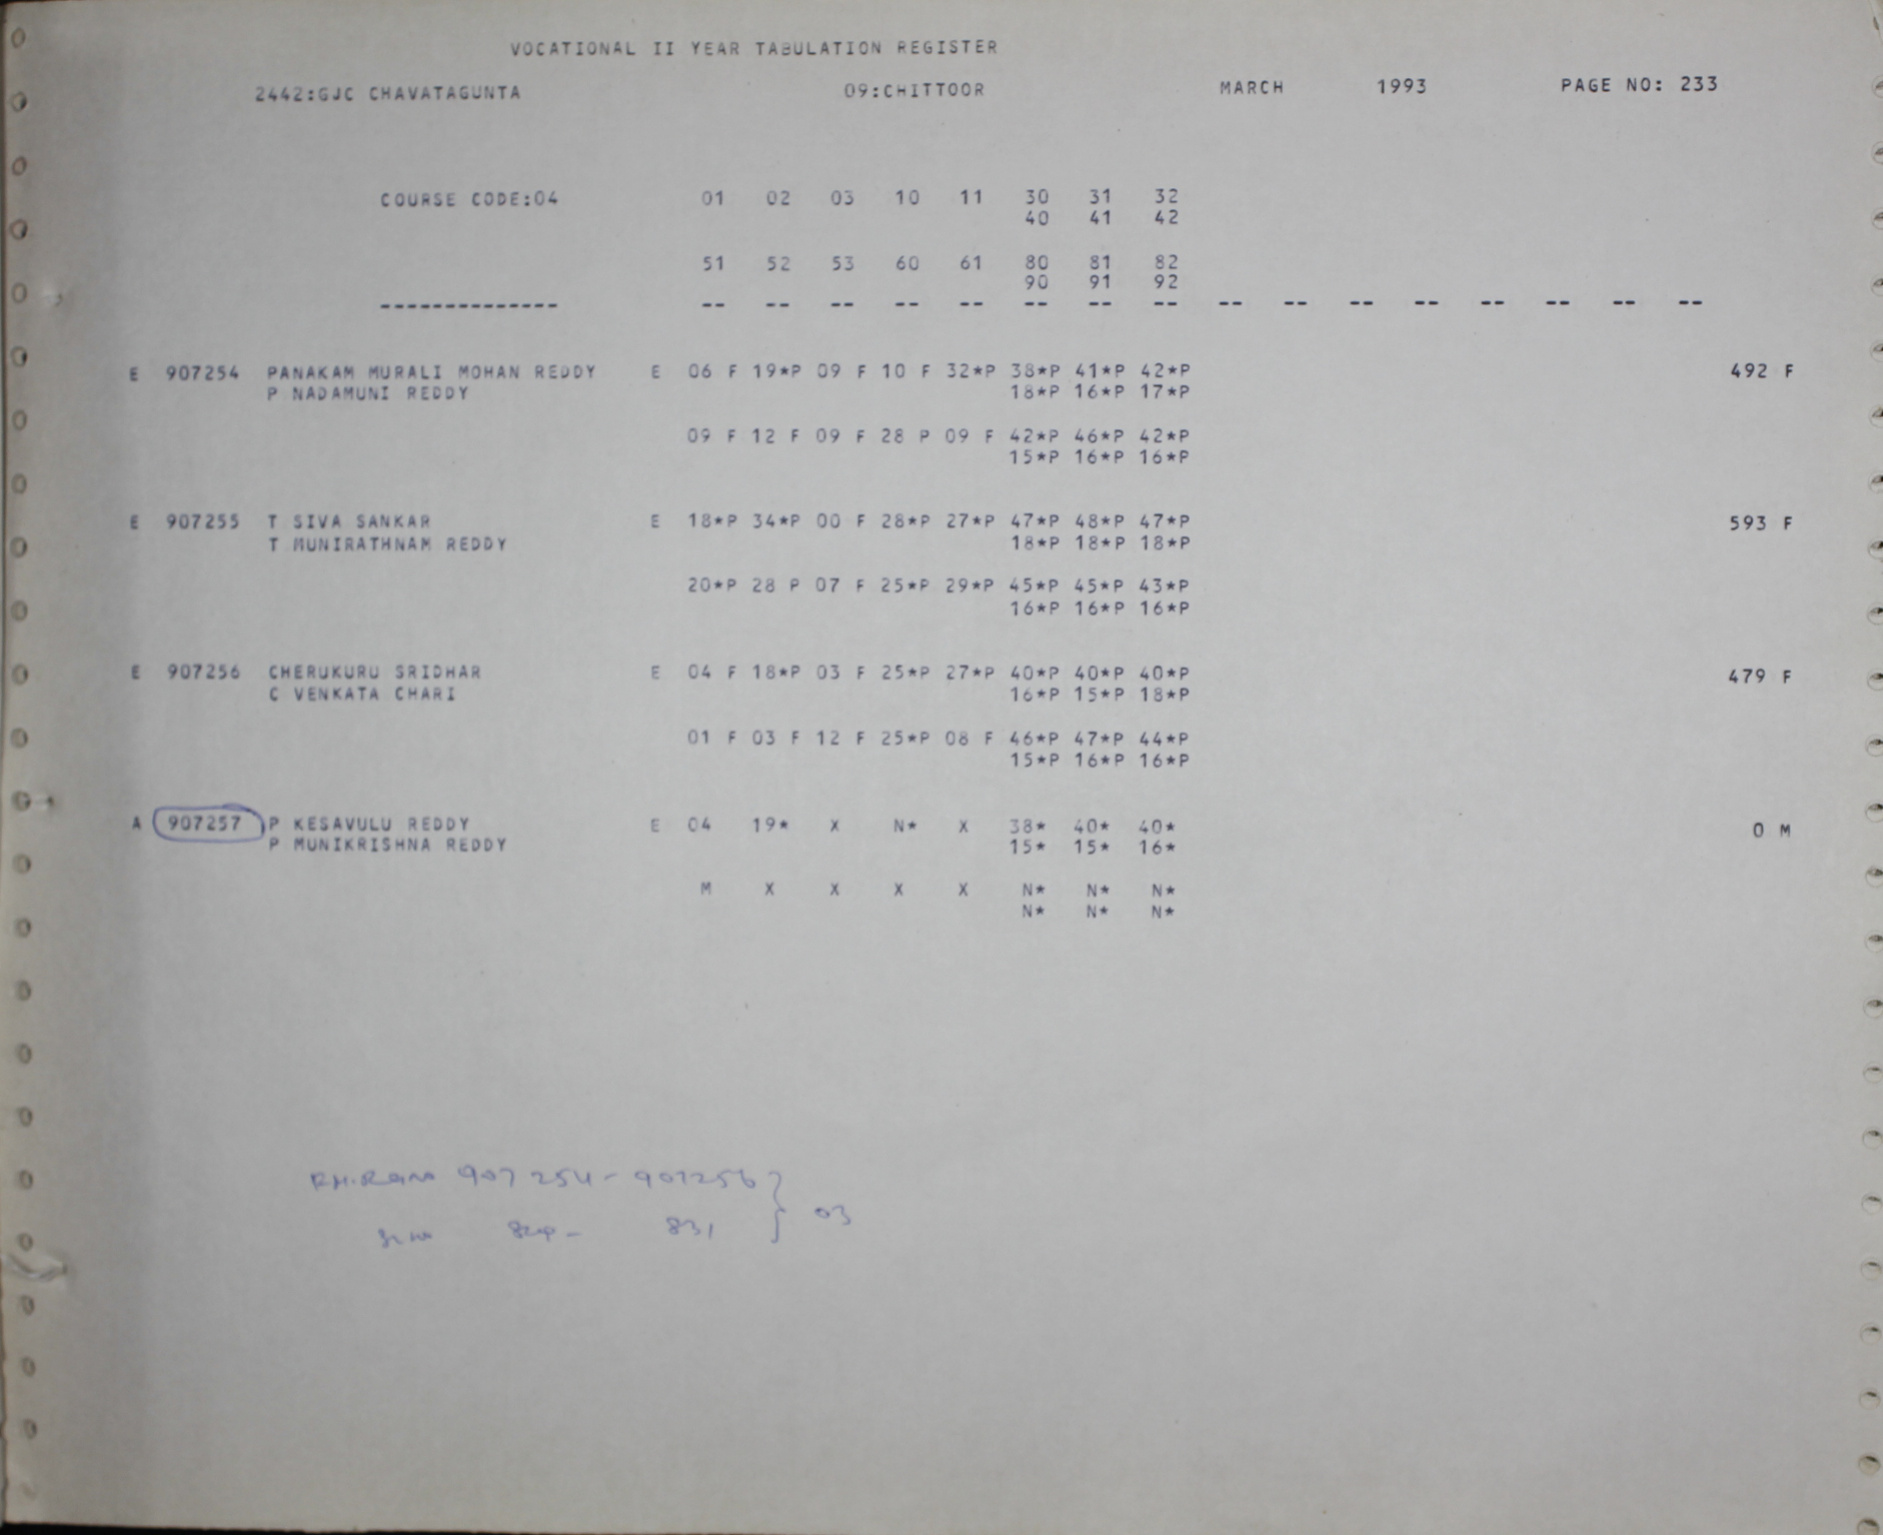 VOCATIONAL II YEAR TABULATION REGISTER
2442:GJC CHAVATAGUNTA 09:CHITTOOR MARCH 1993 PAGE NO: 233
COURSE CODE:04 01 02 03 10 11 30 31 32
40 41 42
51 52 53 60 61 80 81 82
90 91 92
-------------- -- -- -- -- -- -- -- -- -- -- -- -- -- -- -- --
E 907254 PANAKAM MURALI MOHAN REDDY E 06 F 19*P 09 F 10 F 32*P 38*P 41*P 42*P 492 F
P NADAMUNI REDDY 18*P 16*P 17*P
09 F 12 F 09 F 28 P 09 F 42*P 46*P 42*P
15*P 16*P 16*P
E 907255 T SIVA SANKAR E 18*P 34*P 00 F 28*P 27*P 47*P 48*P 47*P 593 F
T MUNIRATHNAM REDDY 18*P 18*P 18*P
20*P 28 P 07 F 25*P 29*P 45*P 45*P 43*P
16*P 16*P 16*P
E 907256 CHERUKURU SRIDHAR E 04 F 18*P 03 F 25*P 27*P 40*P 40*P 40*P 479 F
C VENKATA CHARI 16*P 15*P 18*P
01 F 03 F 12 F 25*P 08 F 46*P 47*P 44*P
15*P 16*P 16*P
A 907257 P KESAVULU REDDY E 04 19* X N* X 38* 40* 40* 0 M
P MUNIKRISHNA REDDY 15* 15* 16*
M X X X X N* N* N*
N* N* N*
907254 - 907256 }
831 } 03